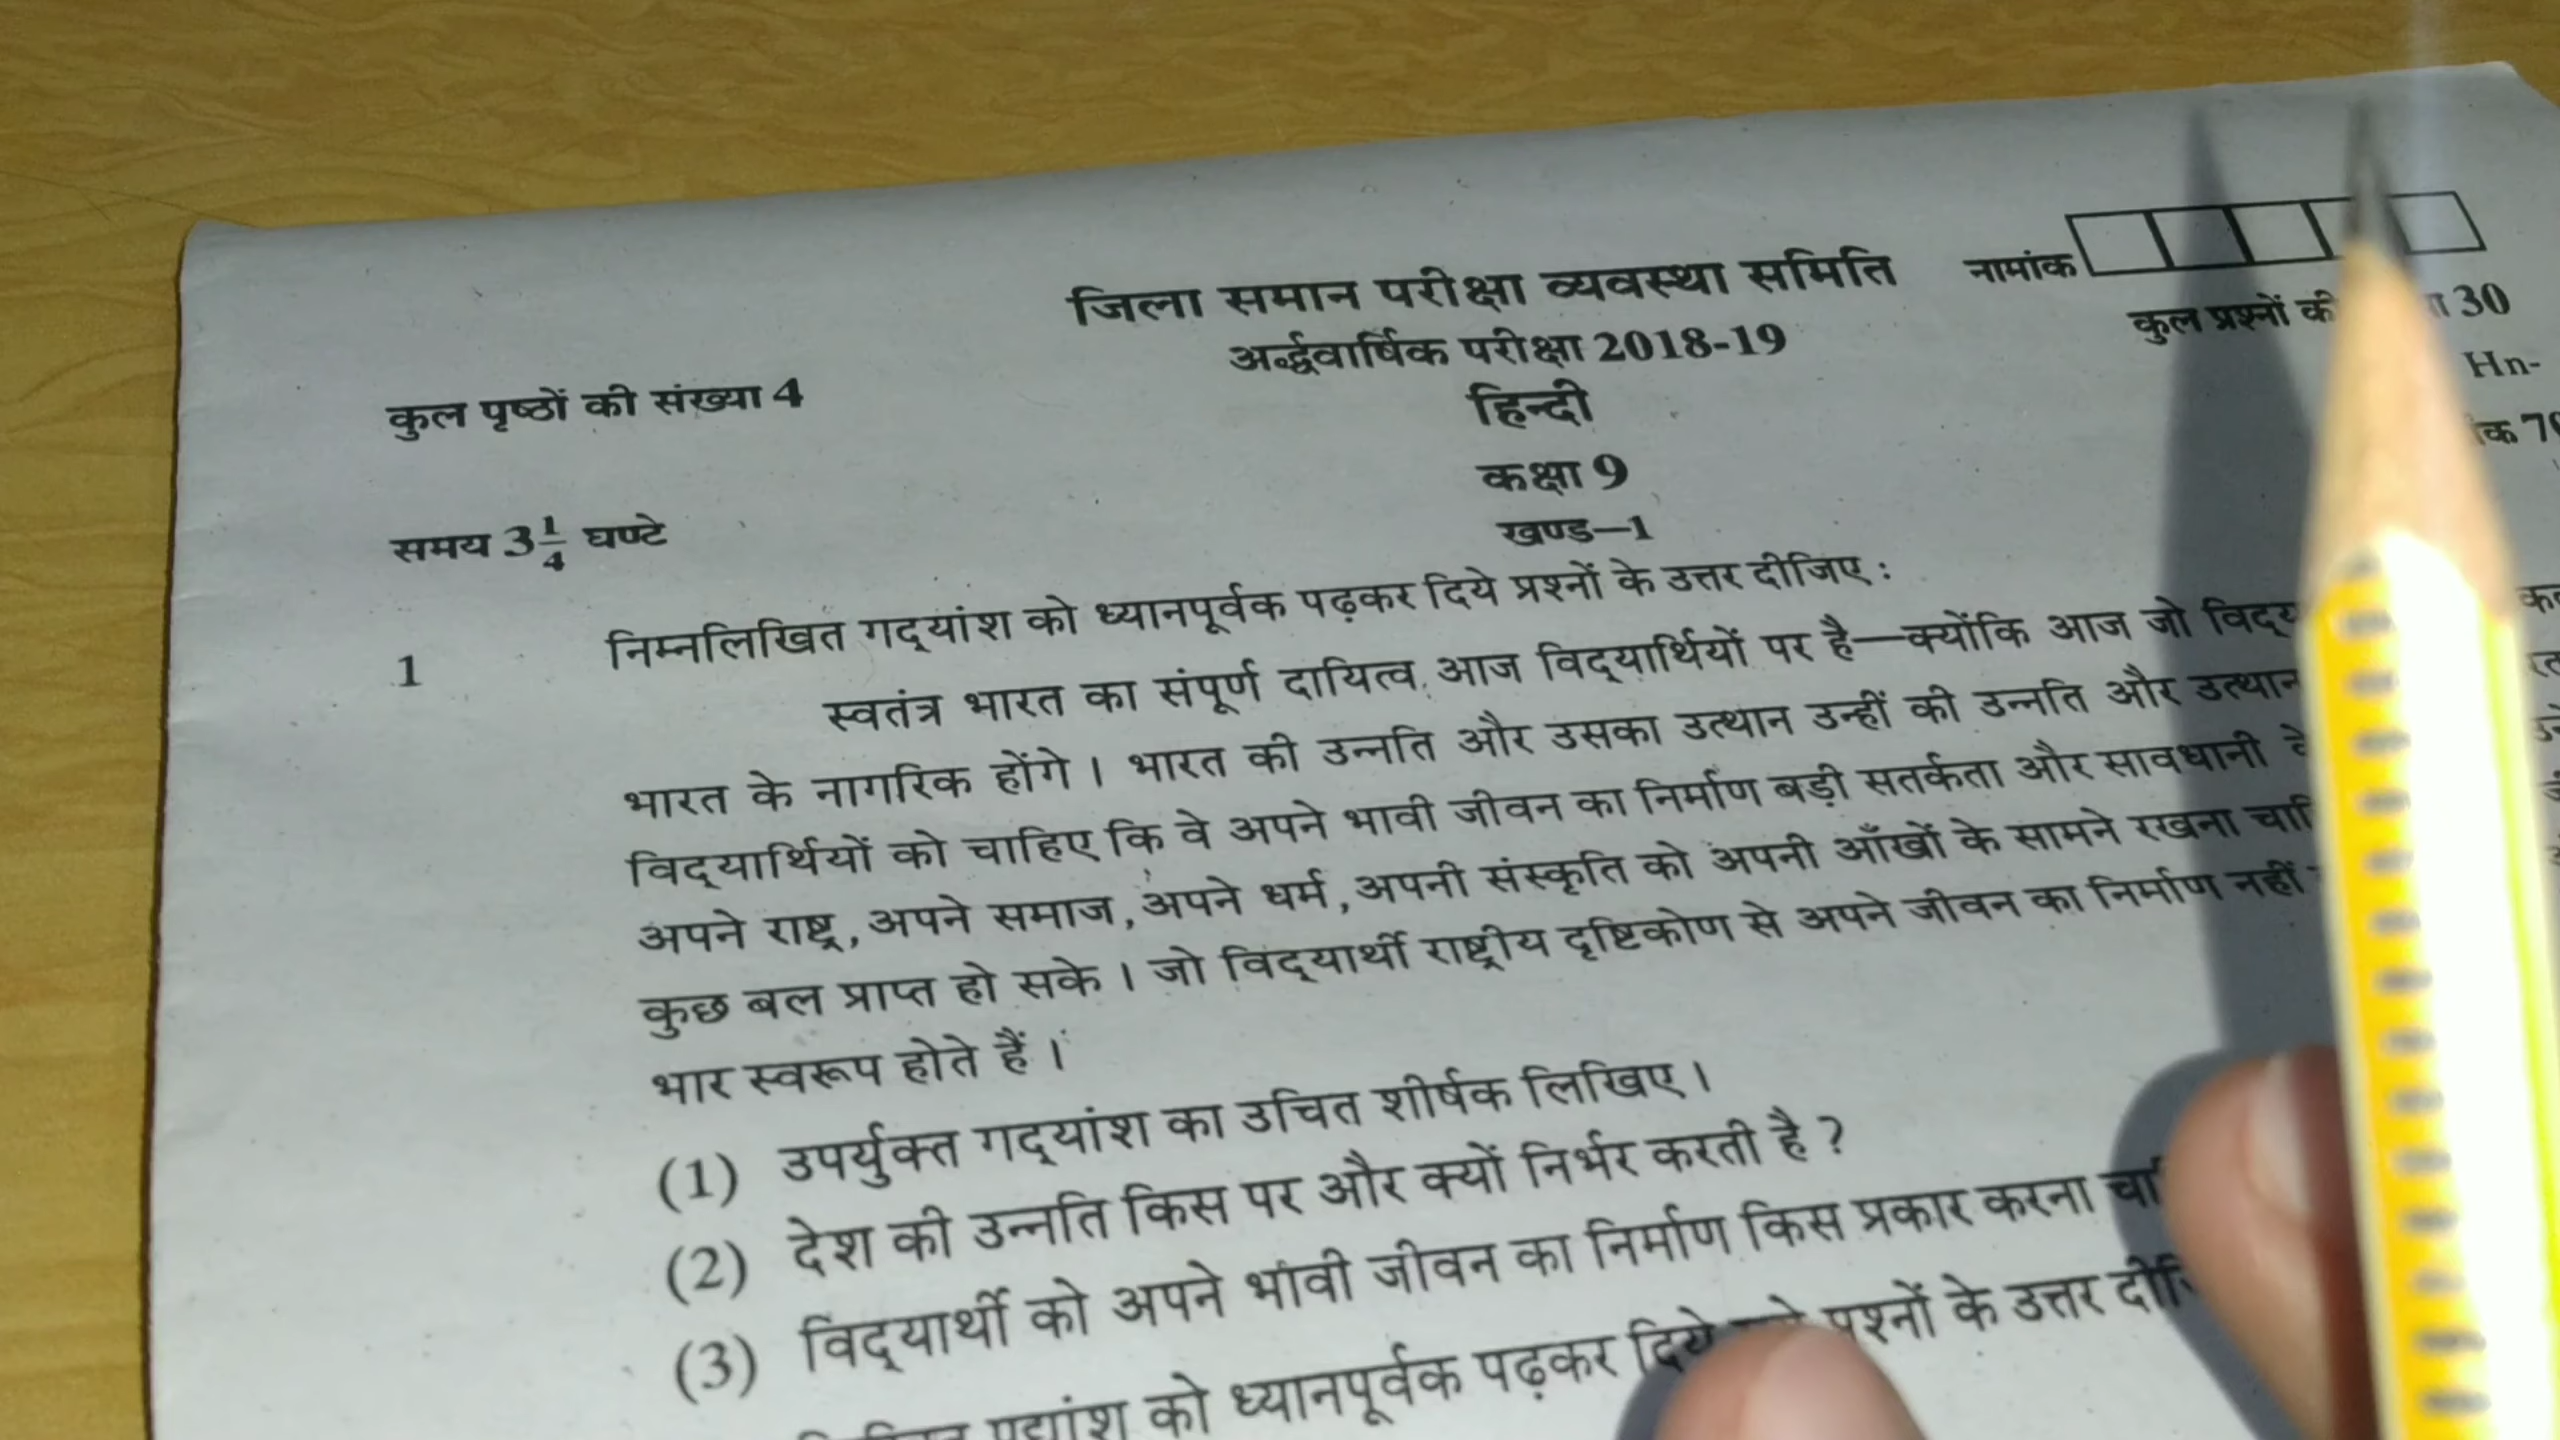 जिला समान परीक्षा व्यवस्था समिति
नामांक
अर्द्धवार्षिक परीक्षा 2018-19
कुल प्रश्नों 30
कुल पृष्ठों की संख्या 4
हिन्दी
Hn-
कक्षा 9
समय 3 1/4 घण्टे
खण्ड—1
1 निम्नलिखित गद्यांश को ध्यानपूर्वक पढ़कर दिये प्रश्नों के उत्तर दीजिए :
स्वतंत्र भारत का संपूर्ण दायित्व आज विद्यार्थियों पर है—क्योंकि आज जो
भारत के नागरिक होंगे । भारत की उन्नति और उसका उत्थान उन्हीं की उन्नति और उत्थान
विद्यार्थियों को चाहिए कि वे अपने भावी जीवन का निर्माण बड़ी सतर्कता और सावधानी
अपने राष्ट्र, अपने समाज, अपने धर्म, अपनी संस्कृति को अपनी आँखों के सामने रखना
कुछ बल प्राप्त हो सके । जो विद्यार्थी राष्ट्रीय दृष्टिकोण से अपने जीवन का निर्माण नहीं
भार स्वरूप होते हैं ।
(1) उपर्युक्त गद्यांश का उचित शीर्षक लिखिए ।
(2) देश की उन्नति किस पर और क्यों निर्भर करती है ?
(3) विद्यार्थी को अपने भावी जीवन का निर्माण किस प्रकार करना
पद्यांश को ध्यानपूर्वक पढ़कर दिये प्रश्नों के उत्तर